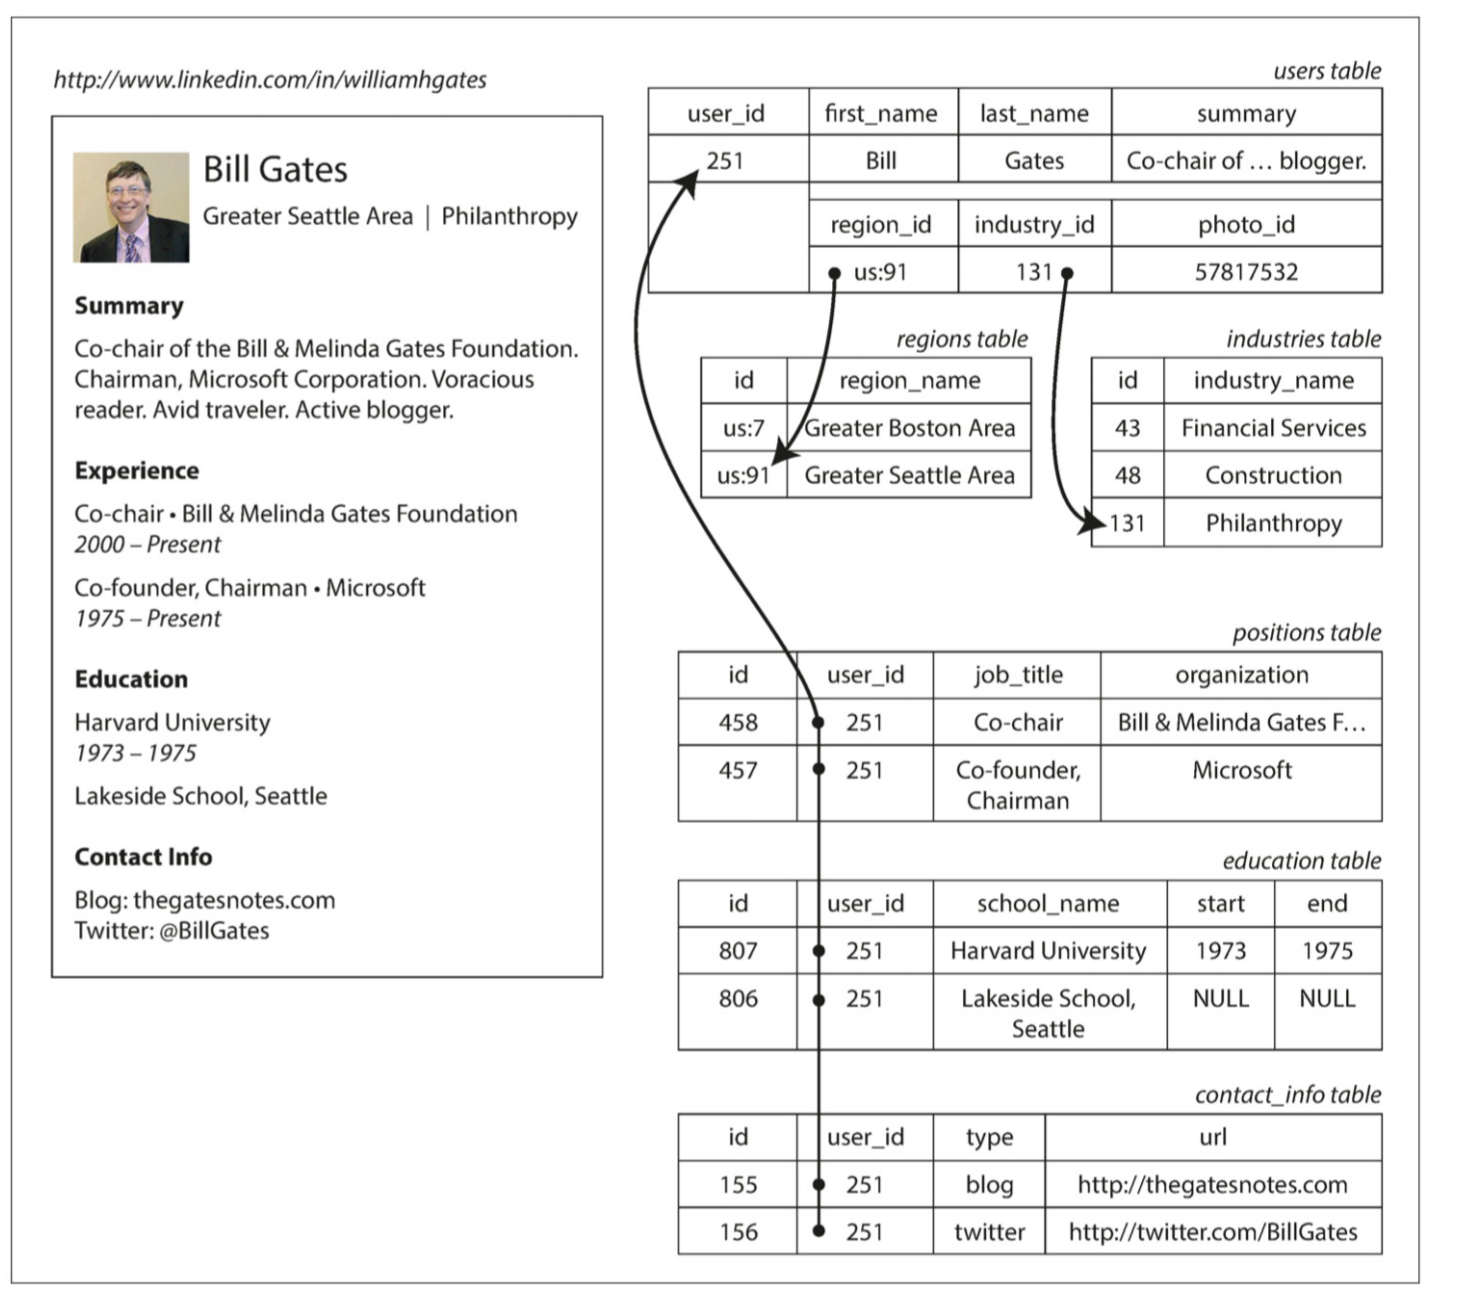 http://www.linkedin.com/in/williamhgates
Bill Gates
Greater Seattle Area | Philanthropy
Summary
Co-chair of the Bill & Melinda Gates Foundation.
Chairman, Microsoft Corporation. Voracious
reader. Avid traveler. Active blogger.
Experience
Co-chair • Bill & Melinda Gates Foundation
2000 – Present
Co-founder, Chairman • Microsoft
1975 – Present
Education
Harvard University
1973 – 1975
Lakeside School, Seattle
Contact Info
Blog: thegatesnotes.com
Twitter: @BillGates
users table
user_id first_name last_name summary
251 Bill Gates Co-chair of … blogger.
region_id industry_id photo_id
us:91 131 57817532
regions table
id region_name
us:7 Greater Boston Area
us:91 Greater Seattle Area
industries table
id industry_name
43 Financial Services
48 Construction
131 Philanthropy
positions table
id user_id job_title organization
458 251 Co-chair Bill & Melinda Gates F…
457 251 Co-founder, Microsoft
Chairman
education table
id user_id school_name start end
807 251 Harvard University 1973 1975
806 251 Lakeside School, NULL NULL
Seattle
contact_info table
id user_id type url
155 251 blog http://thegatesnotes.com
156 251 twitter http://twitter.com/BillGates